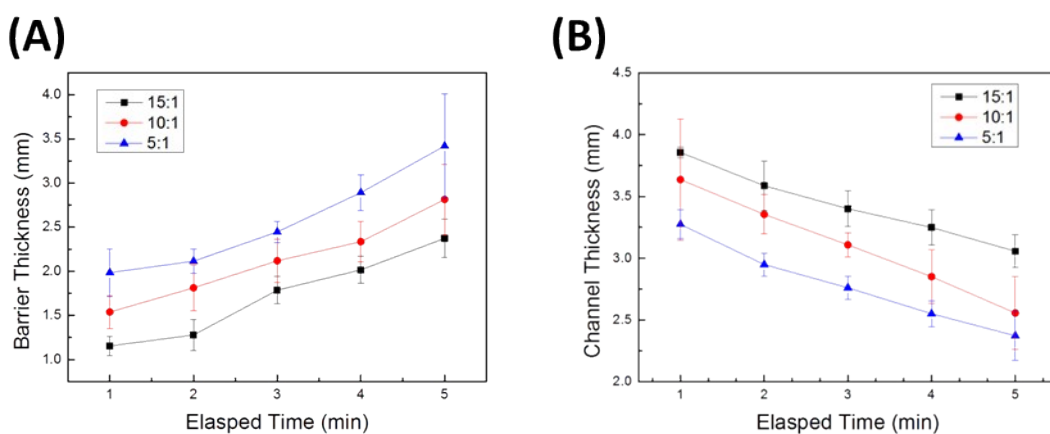 (A)
4.0
3.5
3.0
2.5
2.0
1.5
1.0
Barrier Thickness (mm)
15:1
10:1
5:1
1 2 3 4 5
Elasped Time (min)
(B)
4.5
4.0
3.5
3.0
2.5
2.0
Channel Thickness (mm)
15:1
10:1
5:1
1 2 3 4 5
Elasped Time (min)